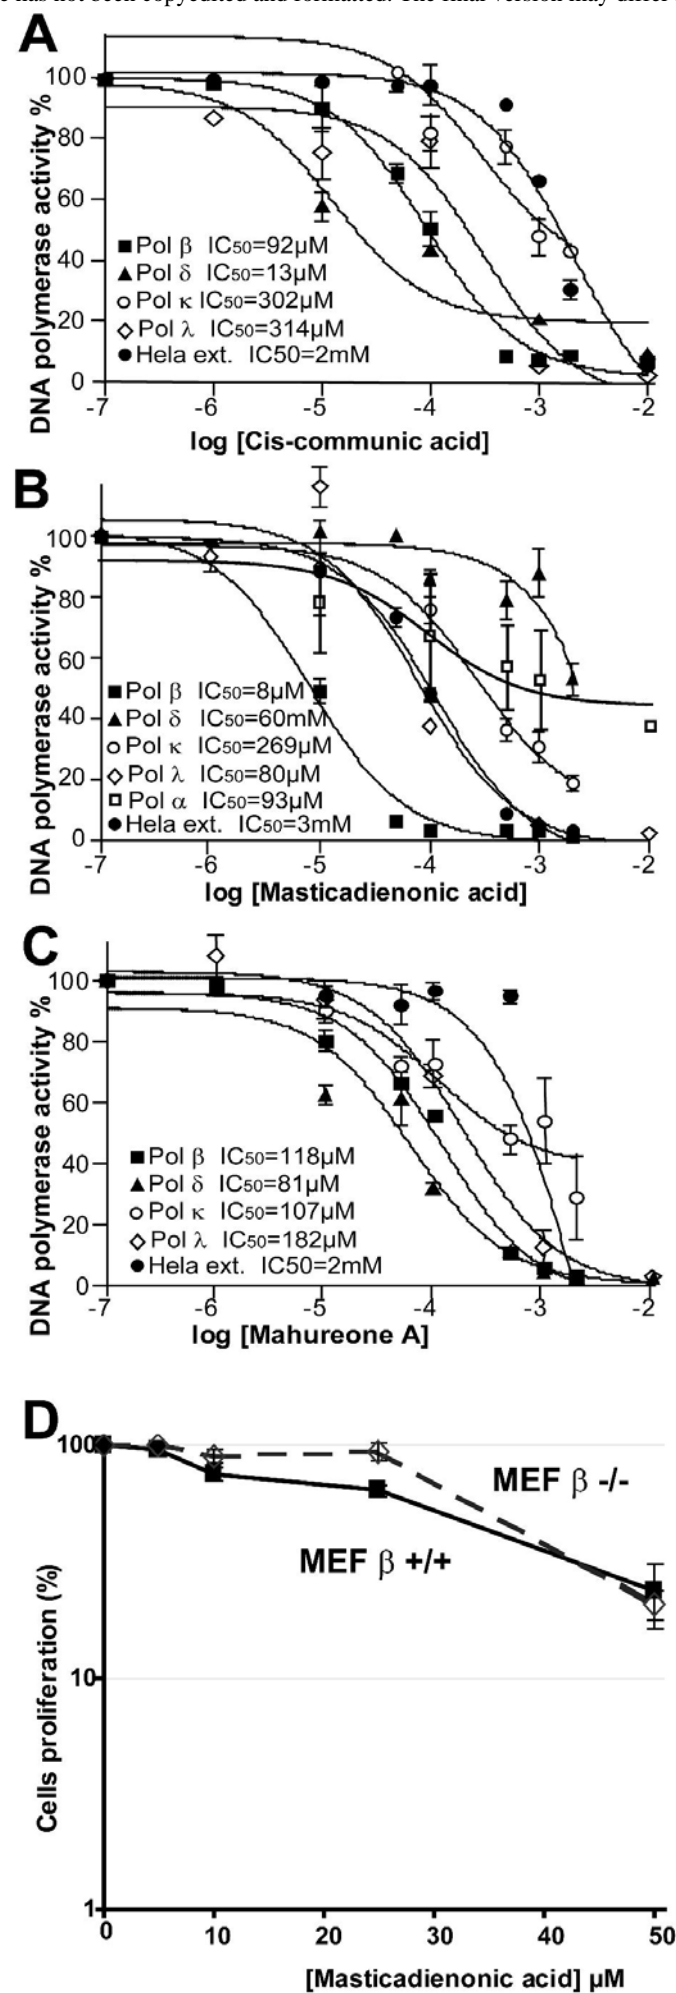 e has not been copyedited and formatted. The final version may differ
A
DNA polymerase activity %
100
80
60
40
20
0
■ Pol β IC50=92µM
▲ Pol δ IC50=13µM
○ Pol κ IC50=302µM
◇ Pol λ IC50=314µM
● Hela ext. IC50=2mM
-7 -6 -5 -4 -3 -2
log [Cis-communic acid]
B
DNA polymerase activity %
100
80
60
40
20
0
■ Pol β IC50=8µM
▲ Pol δ IC50=60mM
○ Pol κ IC50=269µM
◇ Pol λ IC50=80µM
□ Pol α IC50=93µM
● Hela ext. IC50=3mM
-7 -6 -5 -4 -3 -2
log [Masticadienonic acid]
C
DNA polymerase activity %
100
80
60
40
20
0
■ Pol β IC50=118µM
▲ Pol δ IC50=81µM
○ Pol κ IC50=107µM
◇ Pol λ IC50=182µM
● Hela ext. IC50=2mM
-7 -6 -5 -4 -3 -2
log [Mahureone A]
D
Cells proliferation (%)
100
10
1
MEF β -/-
MEF β +/+
0 10 20 30 40 50
[Masticadienonic acid] µM